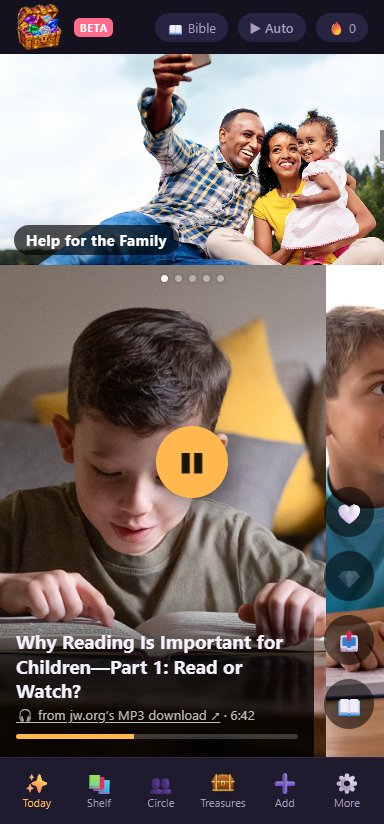 BETA
Bible
Auto
0
Help for the Family
Why Reading Is Important for
Children—Part 1: Read or
Watch?
from jw.org's MP3 download ↗ · 6:42
Today
Shelf
Circle
Treasures
Add
More